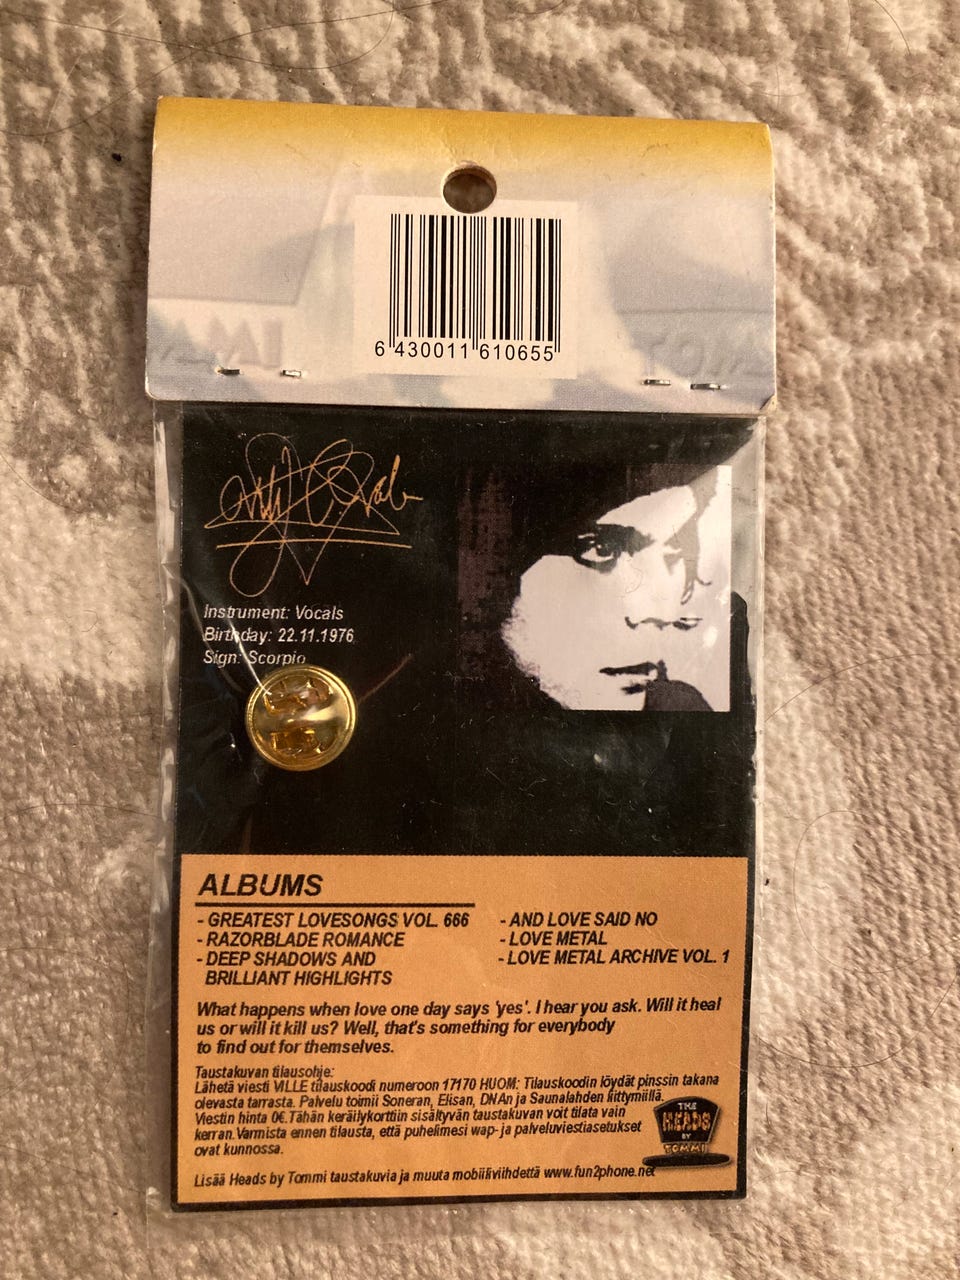 6 430011 610655
Instrument: Vocals
Birthday: 22.11.1976
Sign: Scorpio
ALBUMS
- GREATEST LOVESONGS VOL. 666
- RAZORBLADE ROMANCE
- DEEP SHADOWS AND
BRILLIANT HIGHLIGHTS
- AND LOVE SAID NO
- LOVE METAL
- LOVE METAL ARCHIVE VOL. 1
What happens when love one day says 'yes'. I hear you ask. Will it heal
us or will it kill us? Well, that's something for everybody
to find out for themselves.
Taustakuvan tilausohje:
Lähetä viesti VILLE tilauskoodi numeroon 17170 HUOM: Tilauskoodin löydät pinssin takana
olevasta tarrasta. Palvelu toimii Soneran, Elisan, DNAn ja Saunalahden liittymillä.
Viestin hinta 0€.Tähän keräilykorttiin sisältyvän taustakuvan voit tilata vain
kerran.Varmista ennen tilausta, että puhelimesi wap- ja palveluviestiasetukset
ovat kunnossa.
THE
HEADS
BY
TOMMI
Lisää Heads by Tommi taustakuvia ja muuta mobiiliviihdettä www.fun2phone.net